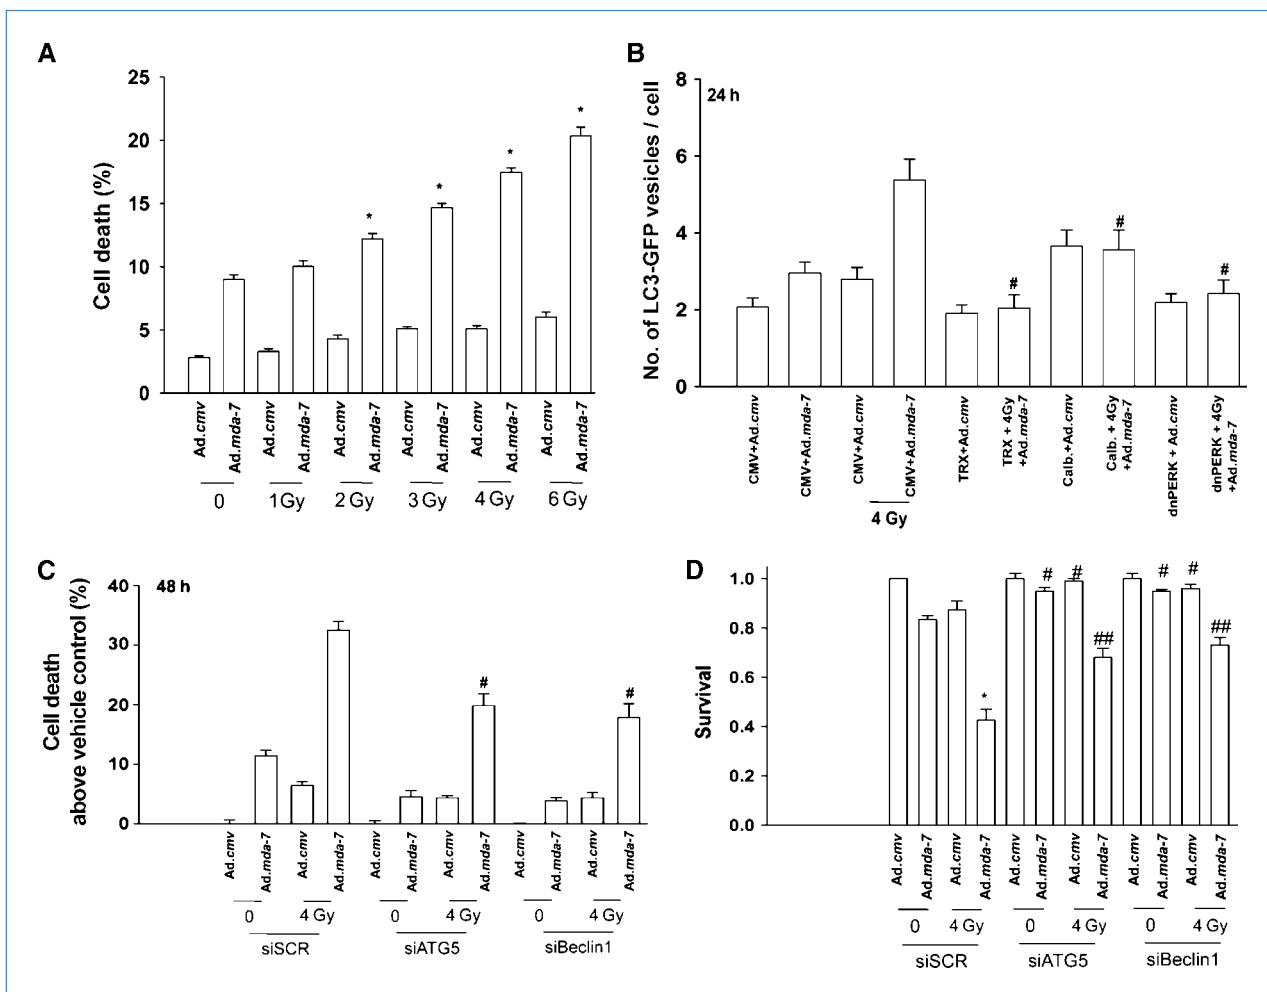 A
25
20
15
10
5
0
Cell death (%)
*
*
*
*
*
Ad.cmv
Ad.mda-7
Ad.cmv
Ad.mda-7
Ad.cmv
Ad.mda-7
Ad.cmv
Ad.mda-7
Ad.cmv
Ad.mda-7
Ad.cmv
Ad.mda-7
0
1 Gy
2 Gy
3 Gy
4 Gy
6 Gy
B
24 h
8
6
4
2
0
No. of LC3-GFP vesicles / cell
#
#
#
CMV+Ad.cmv
CMV+Ad.mda-7
CMV+Ad.cmv
CMV+Ad.mda-7
TRX+Ad.cmv
TRX + 4Gy
+Ad.mda-7
Calb.+Ad.cmv
Calb. + 4Gy
+Ad.mda-7
dnPERK + Ad.cmv
dnPERK + 4Gy
+Ad.mda-7
4 Gy
C
48 h
40
30
20
10
0
Cell death
above vehicle control (%)
#
#
Ad.cmv
Ad.mda-7
Ad.cmv
Ad.mda-7
Ad.cmv
Ad.mda-7
Ad.cmv
Ad.mda-7
Ad.cmv
Ad.mda-7
Ad.cmv
Ad.mda-7
0
4 Gy
0
4 Gy
0
4 Gy
siSCR
siATG5
siBeclin1
D
1.0
0.8
0.6
0.4
0.2
0.0
Survival
*
#
#
##
#
#
##
Ad.cmv
Ad.mda-7
Ad.cmv
Ad.mda-7
Ad.cmv
Ad.mda-7
Ad.cmv
Ad.mda-7
Ad.cmv
Ad.mda-7
Ad.cmv
Ad.mda-7
0
4 Gy
0
4 Gy
0
4 Gy
siSCR
siATG5
siBeclin1